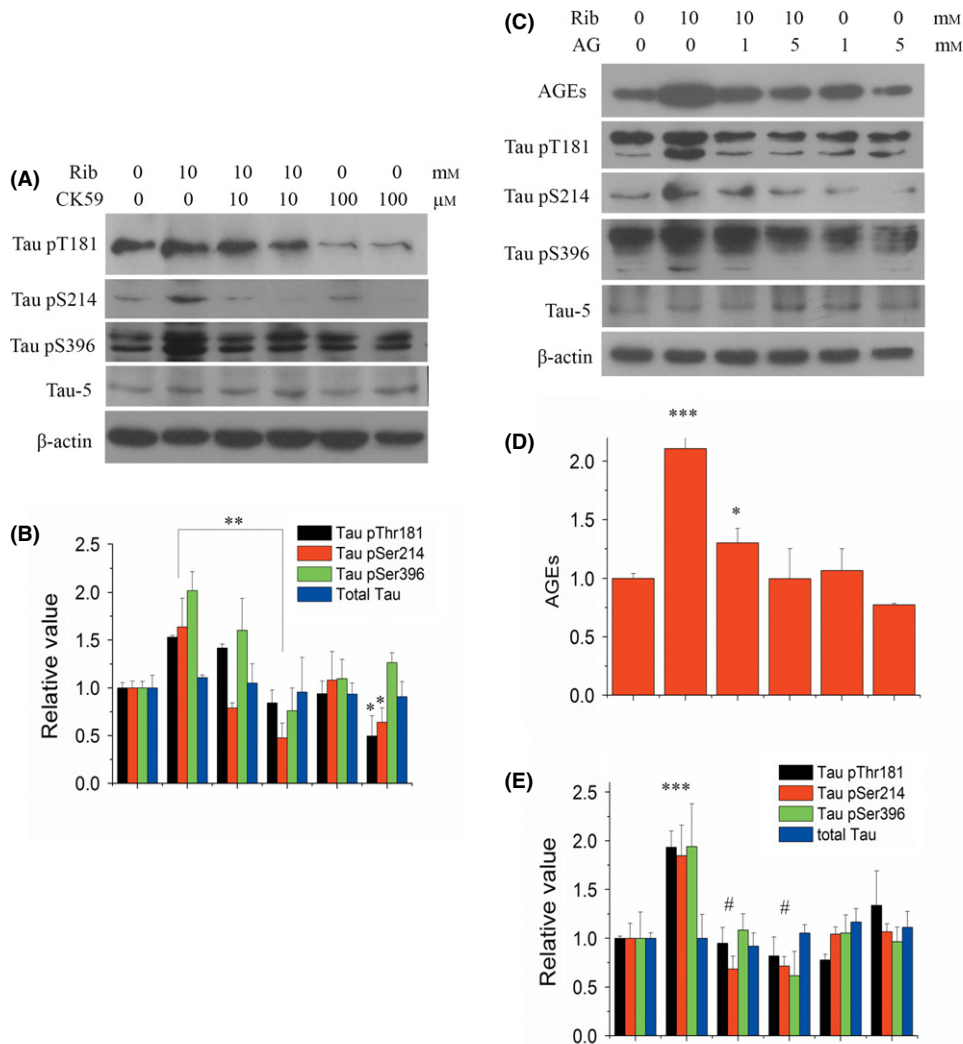 (A)
Rib 0 10 10 10 0 0 mM
CK59 0 0 10 10 100 100 μM
Tau pT181
Tau pS214
Tau pS396
Tau-5
β-actin
(B)
**
Tau pThr181
Tau pSer214
Tau pSer396
Total Tau
* *
Relative value
2.5
2.0
1.5
1.0
0.5
0.0
(C)
Rib 0 10 10 10 0 0 mM
AG 0 0 1 5 1 5 mM
AGEs
Tau pT181
Tau pS214
Tau pS396
Tau-5
β-actin
(D)
***
*
AGEs
2.0
1.5
1.0
0.5
0.0
(E)
***
# #
Tau pThr181
Tau pSer214
Tau pSer396
total Tau
Relative value
2.5
2.0
1.5
1.0
0.5
0.0